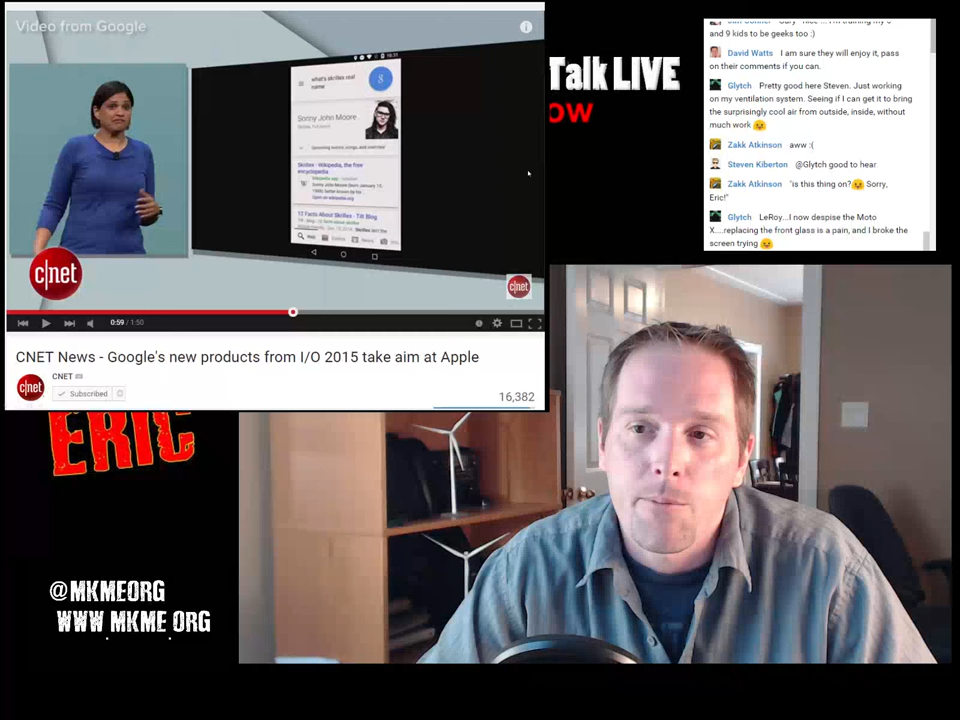 Video from Google
what's skrillex real
name
Sonny John Moore
Skrillex - Wikipedia, the free
encyclopedia
12 Facts About Skrillex - Tilt Blog
c|net
c|net
0:59 / 1:50
CNET News - Google's new products from I/O 2015 take aim at Apple
c|net
CNET
Subscribed
16,382
Talk LIVE
ow
and 9 kids to be geeks too :)
David Watts I am sure they will enjoy it, pass
on their comments if you can.
Glytch Pretty good here Steven. Just working
on my ventilation system. Seeing if I can get it to bring
the surprisingly cool air from outside, inside, without
much work
Zakk Atkinson aww :(
Steven Kiberton @Glytch good to hear
Zakk Atkinson "is this thing on? Sorry,
Eric!"
Glytch LeRoy...I now despise the Moto
X....replacing the front glass is a pain, and I broke the
screen trying
ERIC
@MKMEORG
WWW.MKME.ORG